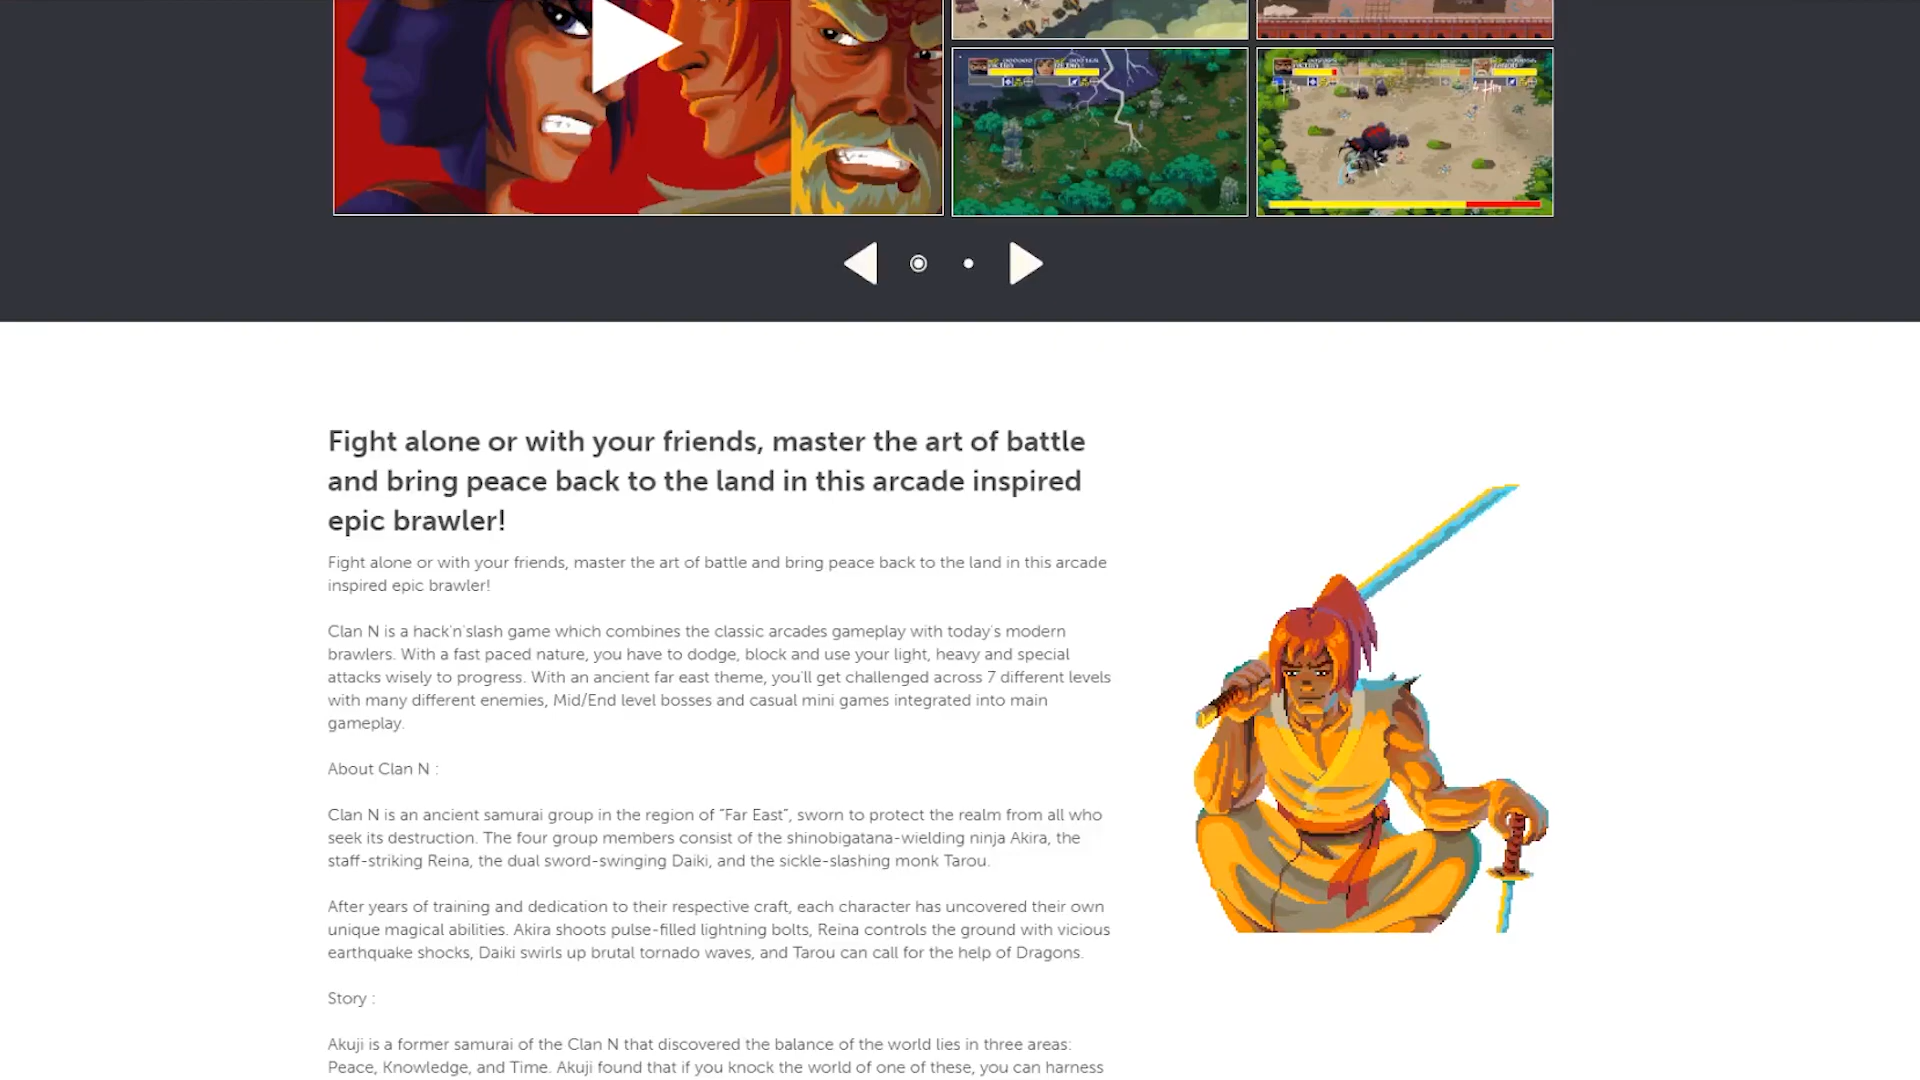 Fight alone or with your friends, master the art of battle
and bring peace back to the land in this arcade inspired
epic brawler!
Fight alone or with your friends, master the art of battle and bring peace back to the land in this arcade
inspired epic brawler!
Clan N is a hack'n'slash game which combines the classic arcades gameplay with today's modern
brawlers. With a fast paced nature, you have to dodge, block and use your light, heavy and special
attacks wisely to progress. With an ancient far east theme, you'll get challenged across 7 different levels
with many different enemies, Mid/End level bosses and casual mini games integrated into main
gameplay.
About Clan N :
Clan N is an ancient samurai group in the region of “Far East”, sworn to protect the realm from all who
seek its destruction. The four group members consist of the shinobigatana-wielding ninja Akira, the
staff-striking Reina, the dual sword-swinging Daiki, and the sickle-slashing monk Tarou.
After years of training and dedication to their respective craft, each character has uncovered their own
unique magical abilities. Akira shoots pulse-filled lightning bolts, Reina controls the ground with vicious
earthquake shocks, Daiki swirls up brutal tornado waves, and Tarou can call for the help of Dragons.
Story :
Akuji is a former samurai of the Clan N that discovered the balance of the world lies in three areas:
Peace, Knowledge, and Time. Akuji found that if you knock the world of one of these, you can harness